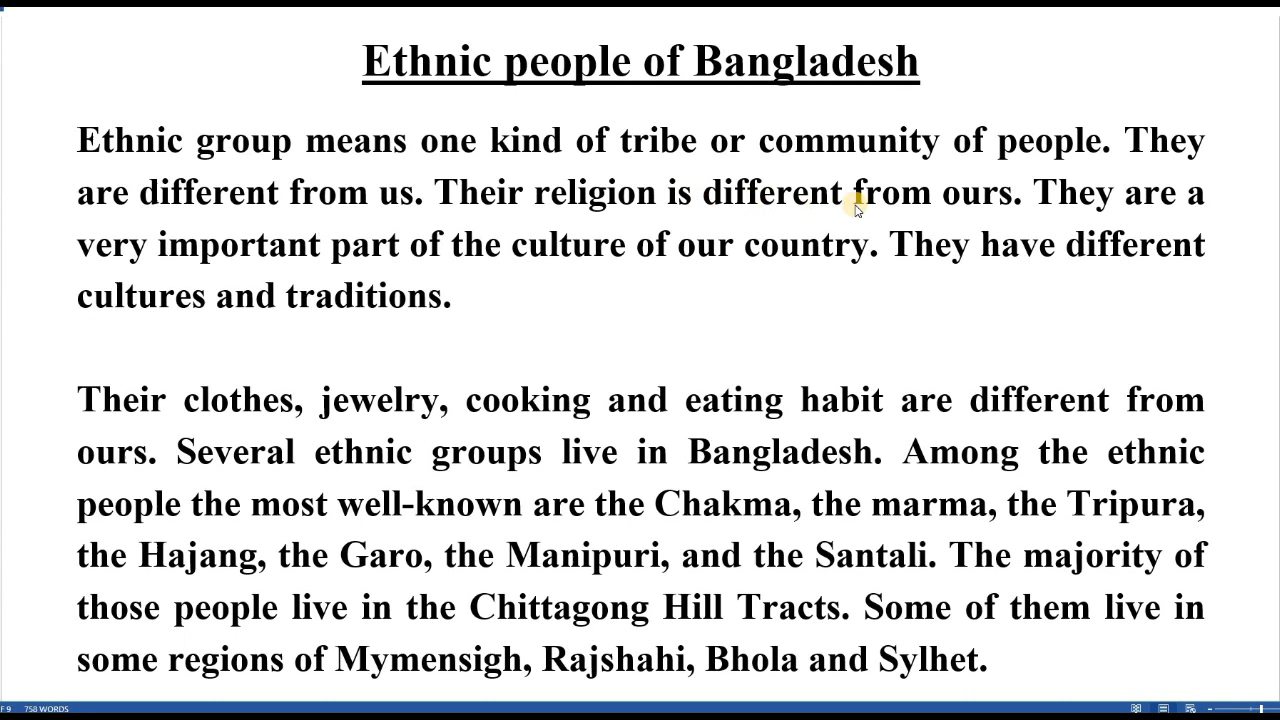 Ethnic people of Bangladesh
Ethnic group means one kind of tribe or community of people. They
are different from us. Their religion is different from ours. They are a
very important part of the culture of our country. They have different
cultures and traditions.
Their clothes, jewelry, cooking and eating habit are different from
ours. Several ethnic groups live in Bangladesh. Among the ethnic
people the most well-known are the Chakma, the marma, the Tripura,
the Hajang, the Garo, the Manipuri, and the Santali. The majority of
those people live in the Chittagong Hill Tracts. Some of them live in
some regions of Mymensigh, Rajshahi, Bhola and Sylhet.
F 9 758 WORDS